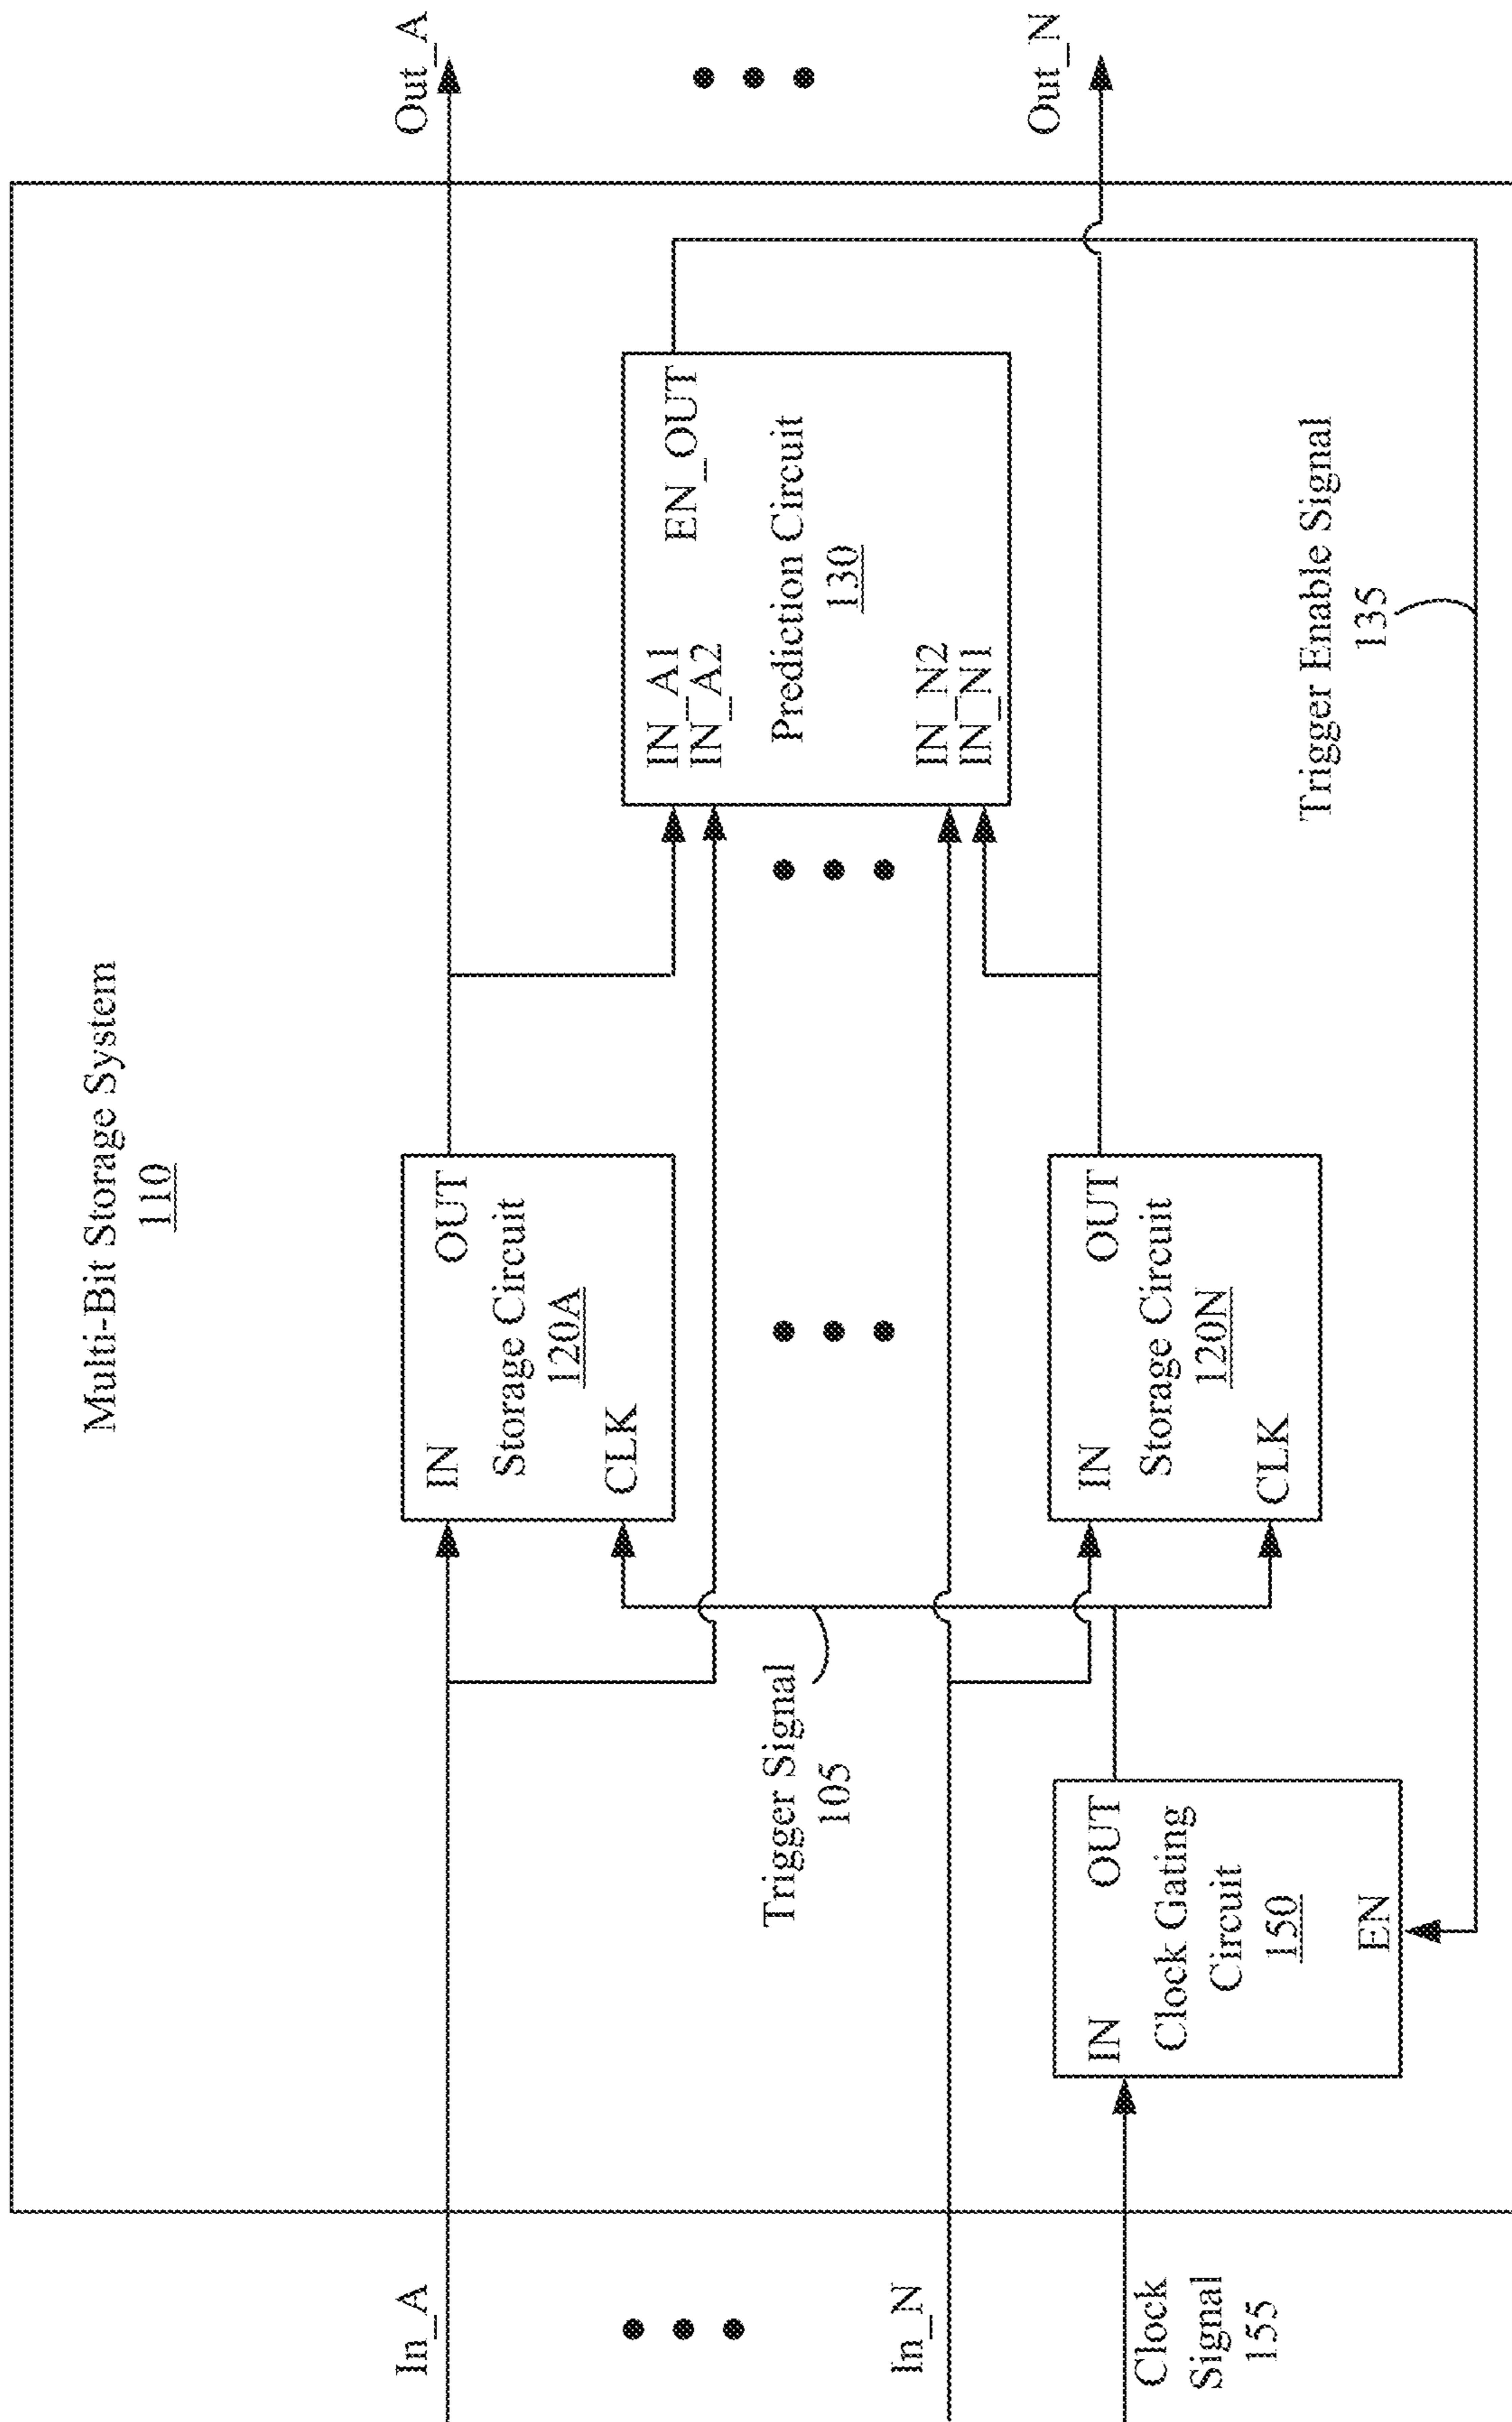 Multi-Bit Storage System
110
In_A
Out_A
IN
OUT
Storage Circuit
120A
CLK
IN_A1
IN_A2
EN_OUT
Prediction Circuit
130
IN_N2
IN_N1
Trigger Signal
105
In_N
Out_N
IN
OUT
Storage Circuit
120N
CLK
Clock
Signal
155
IN
OUT
Clock Gating
Circuit
150
EN
Trigger Enable Signal
135